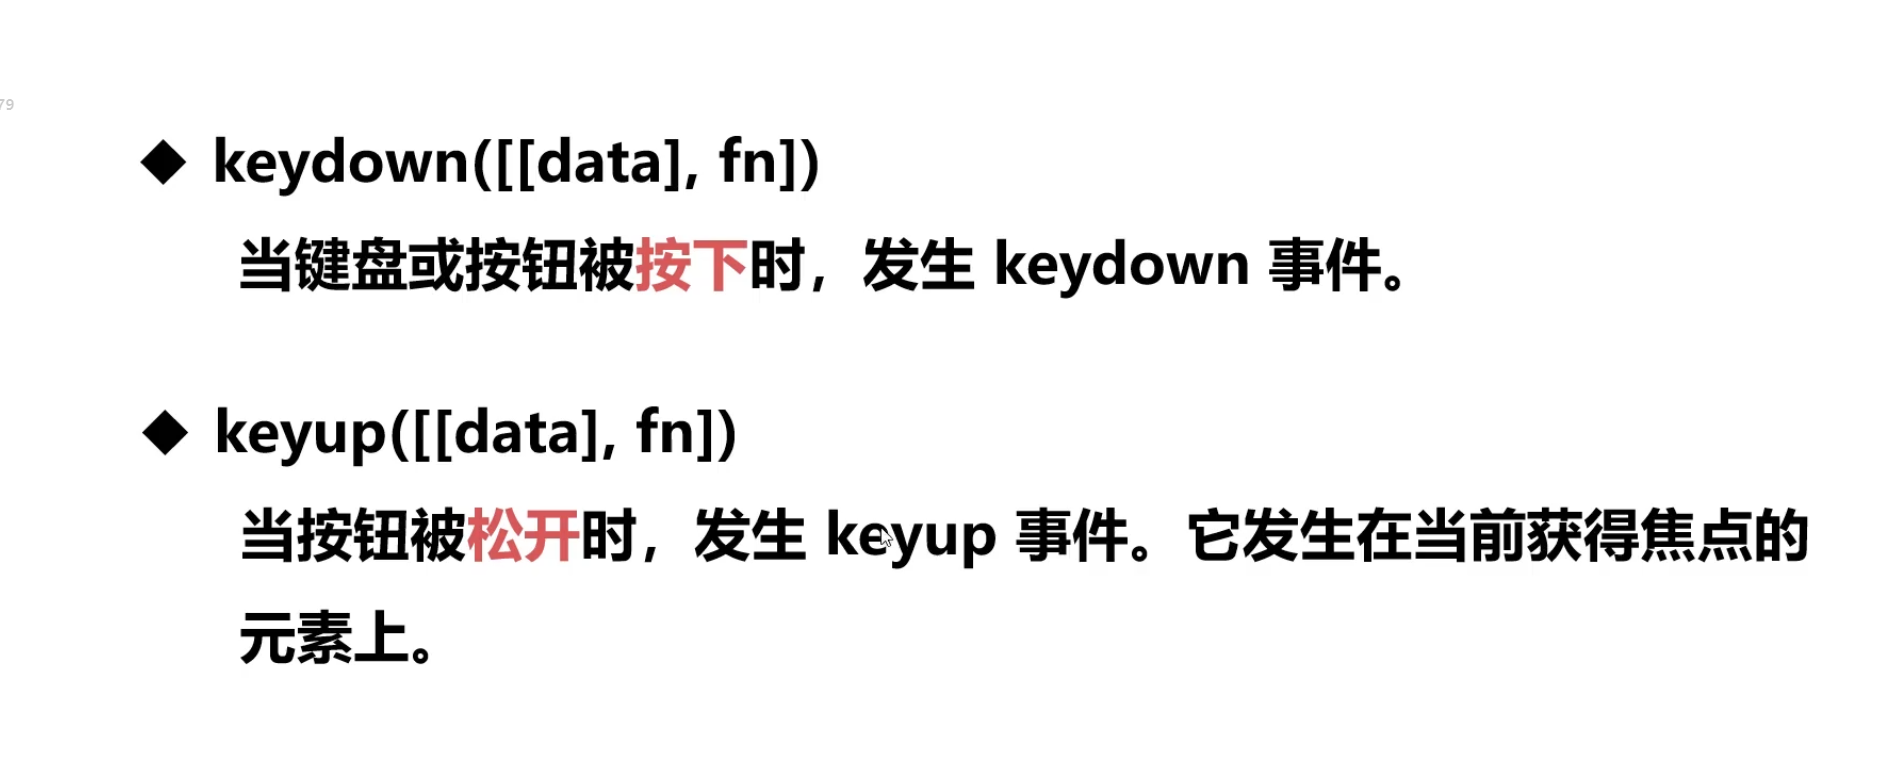 79
◆ keydown([[data], fn])
当键盘或按钮被按下时，发生 keydown 事件。
◆ keyup([[data], fn])
当按钮被松开时，发生 keyup 事件。它发生在当前获得焦点的
元素上。